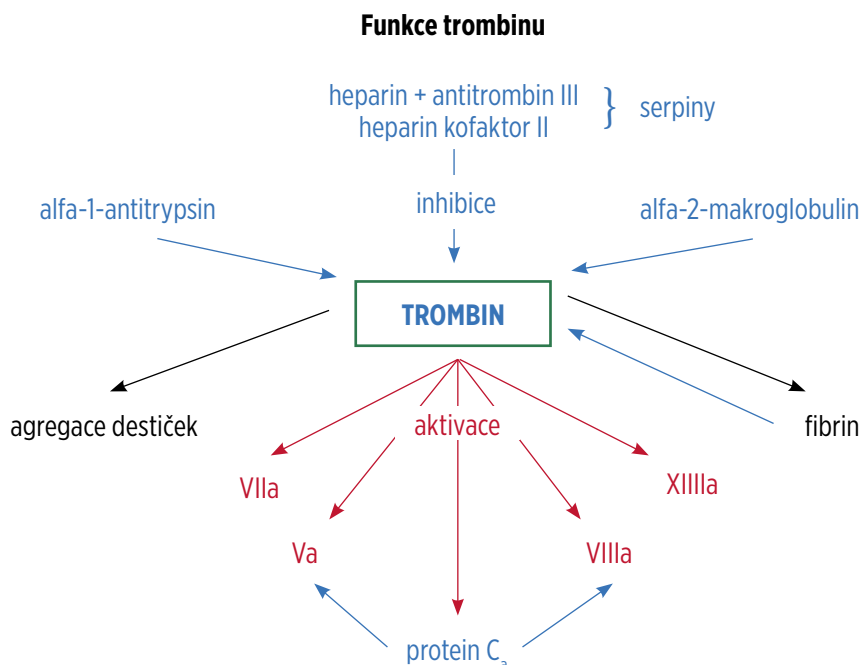 Funkce trombinu
heparin + antitrombin III } serpiny
heparin kofaktor II
alfa-1-antitrypsin
inhibice
alfa-2-makroglobulin
TROMBIN
agregace destiček
aktivace
fibrin
VIIa
XIIIIa
Va
VIIIa
protein Cₐ